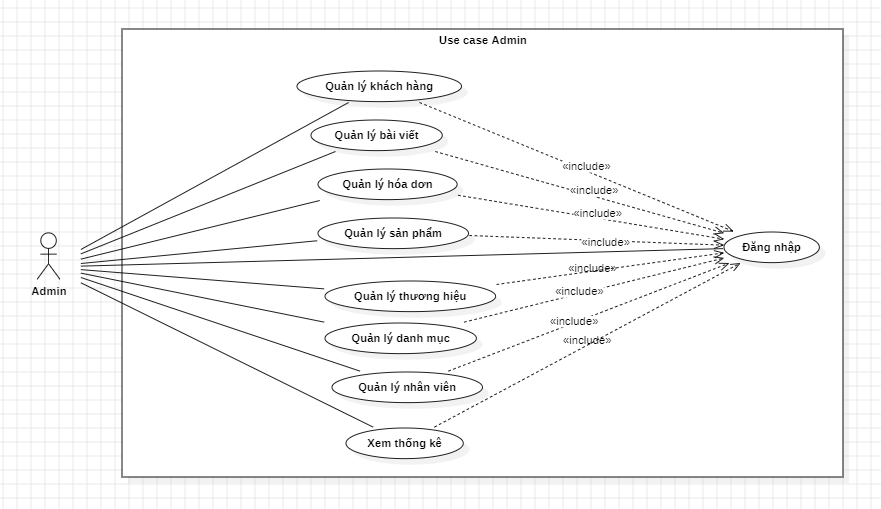 Use case Admin
Quản lý khách hàng
Quản lý bài viết
«include»
Quản lý hóa dơn
«include»
«include»
Quản lý sản phẩm
«include»
Đăng nhập
«include»
Admin
Quản lý thương hiệu
«include»
«include»
Quản lý danh mục
«include»
Quản lý nhân viên
Xem thống kê